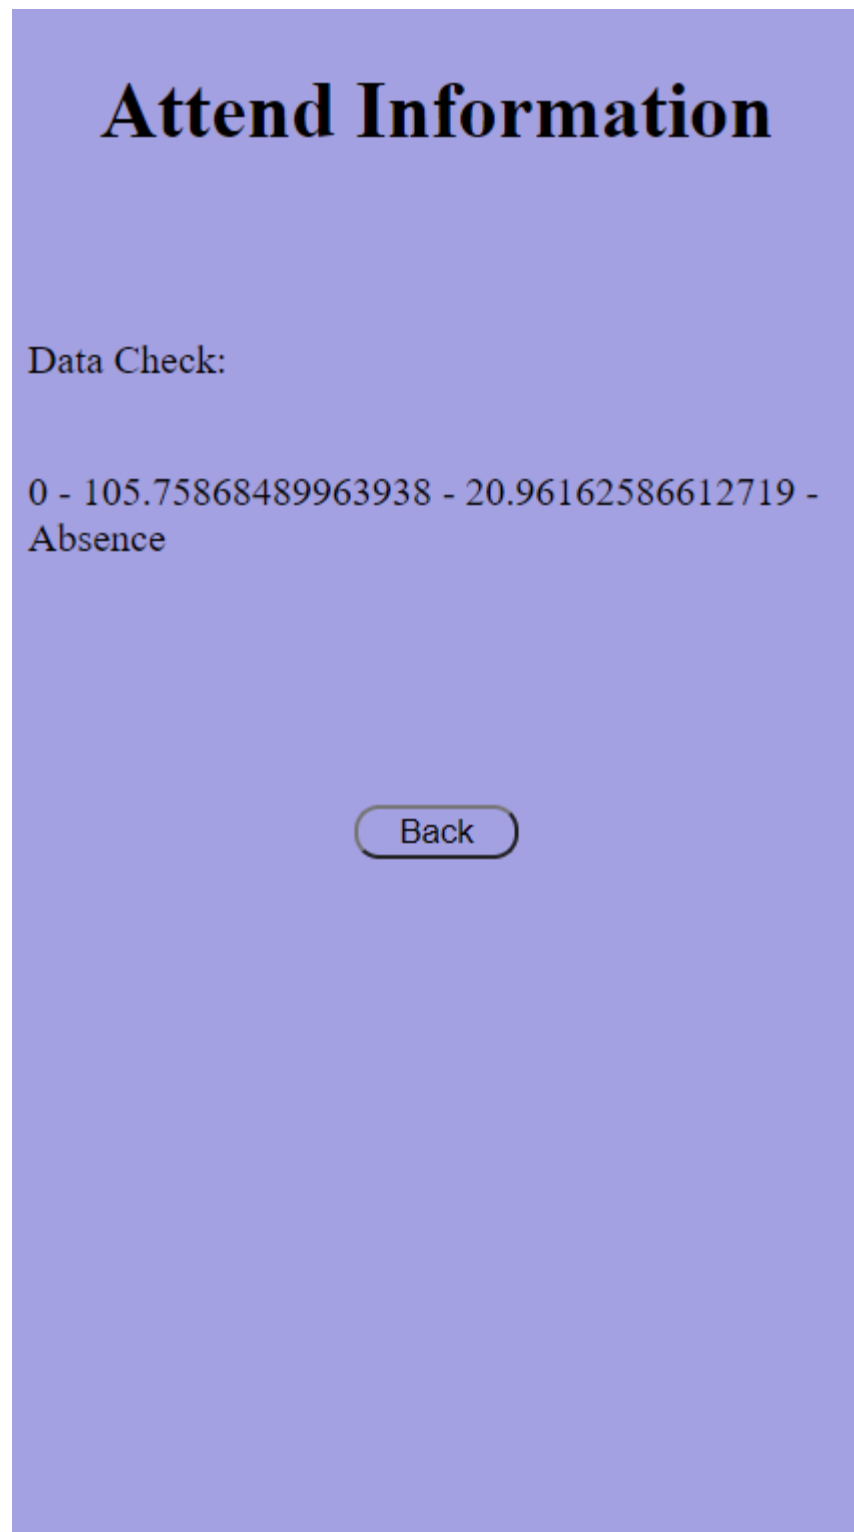 Attend Information
Data Check:
0 - 105.75868489963938 - 20.96162586612719 -
Absence
Back